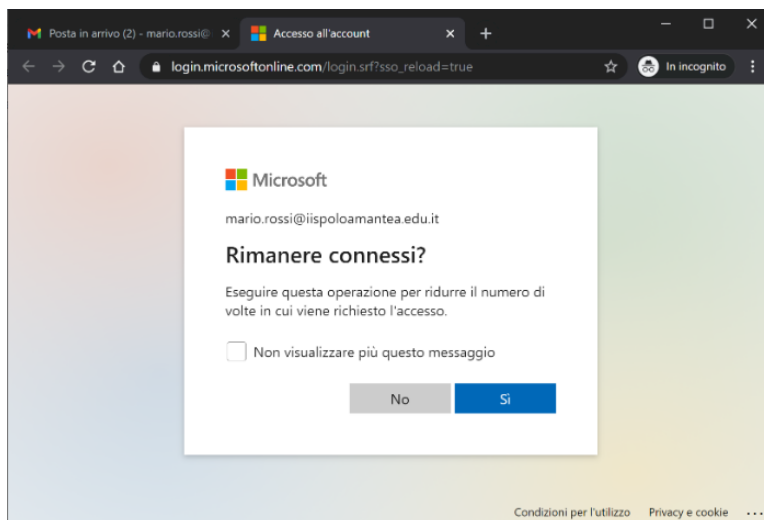 Posta in arrivo (2) - mario.rossi@
Accesso all'account
login.microsoftonline.com/login.srf?sso_reload=true
In incognito
Microsoft
mario.rossi@iispoloamantea.edu.it
Rimanere connessi?
Eseguire questa operazione per ridurre il numero di
volte in cui viene richiesto l'accesso.
Non visualizzare più questo messaggio
No Sì
Condizioni per l'utilizzo Privacy e cookie ...